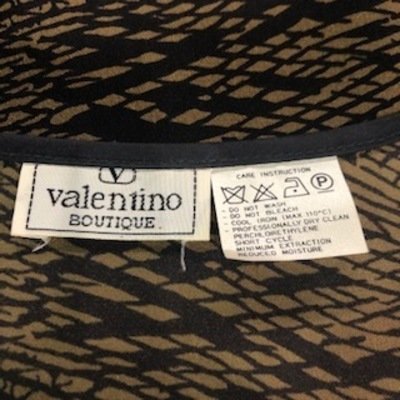 V
valentino
BOUTIQUE
CARE INSTRUCTION
P
- DO NOT WASH
- DO NOT BLEACH
- COOL IRON (MAX 110°C)
- PROFESSIONALLY DRY CLEAN
PERCHLORETHYLENE
SHORT CYCLE
MINIMUM EXTRACTION
REDUCED MOISTURE